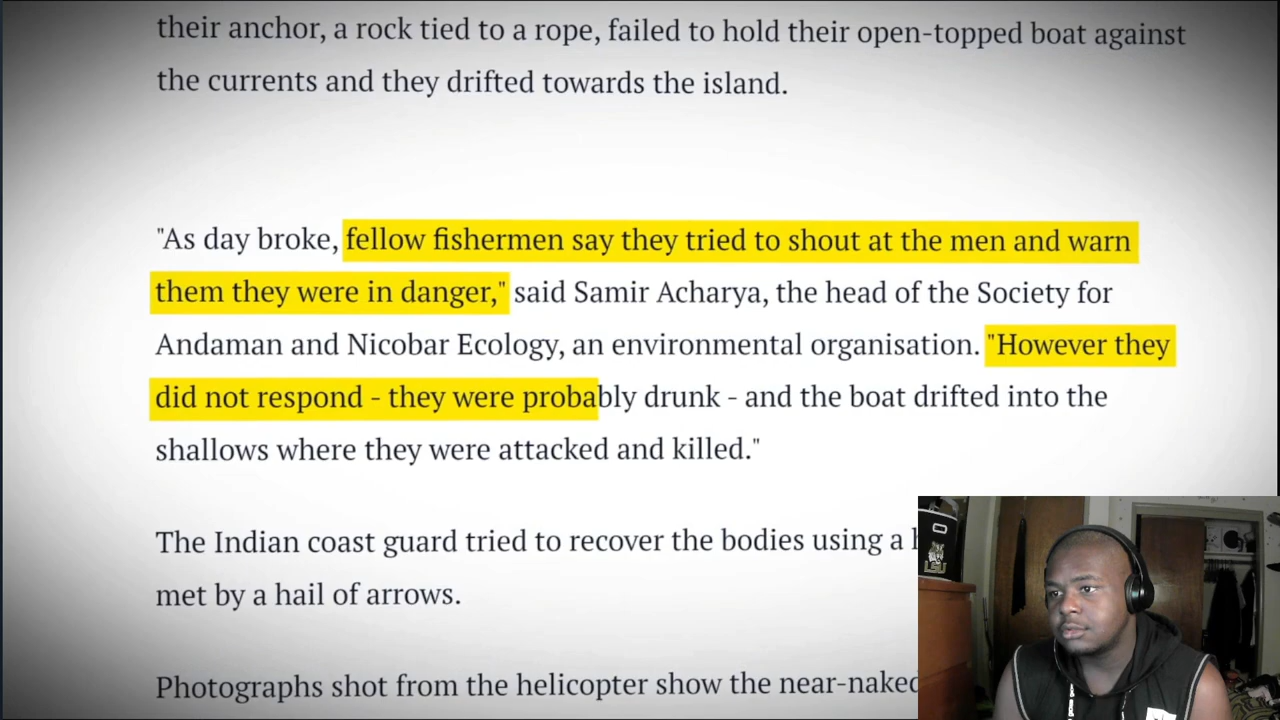 their anchor, a rock tied to a rope, failed to hold their open-topped boat against
the currents and they drifted towards the island.
"As day broke, fellow fishermen say they tried to shout at the men and warn
them they were in danger," said Samir Acharya, the head of the Society for
Andaman and Nicobar Ecology, an environmental organisation. "However they
did not respond - they were probably drunk - and the boat drifted into the
shallows where they were attacked and killed."
The Indian coast guard tried to recover the bodies using a
met by a hail of arrows.
Photographs shot from the helicopter show the near-naked